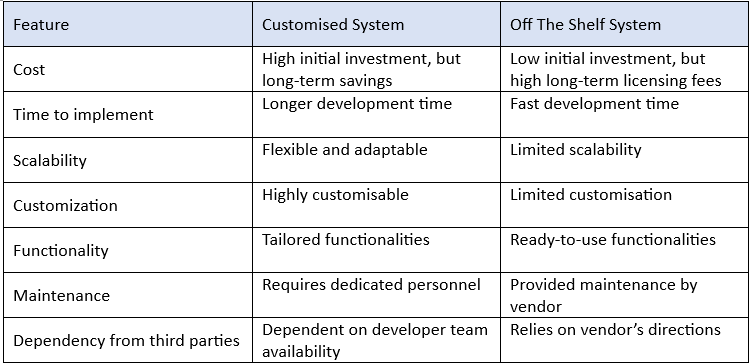 Feature
Customised System
Off The Shelf System
Cost
High initial investment, but
long-term savings
Low initial investment, but
high long-term licensing fees
Time to implement
Longer development time
Fast development time
Scalability
Flexible and adaptable
Limited scalability
Customization
Highly customisable
Limited customisation
Functionality
Tailored functionalities
Ready-to-use functionalities
Maintenance
Requires dedicated personnel
Provided maintenance by
vendor
Dependency from third parties
Dependent on developer team
availability
Relies on vendor’s directions